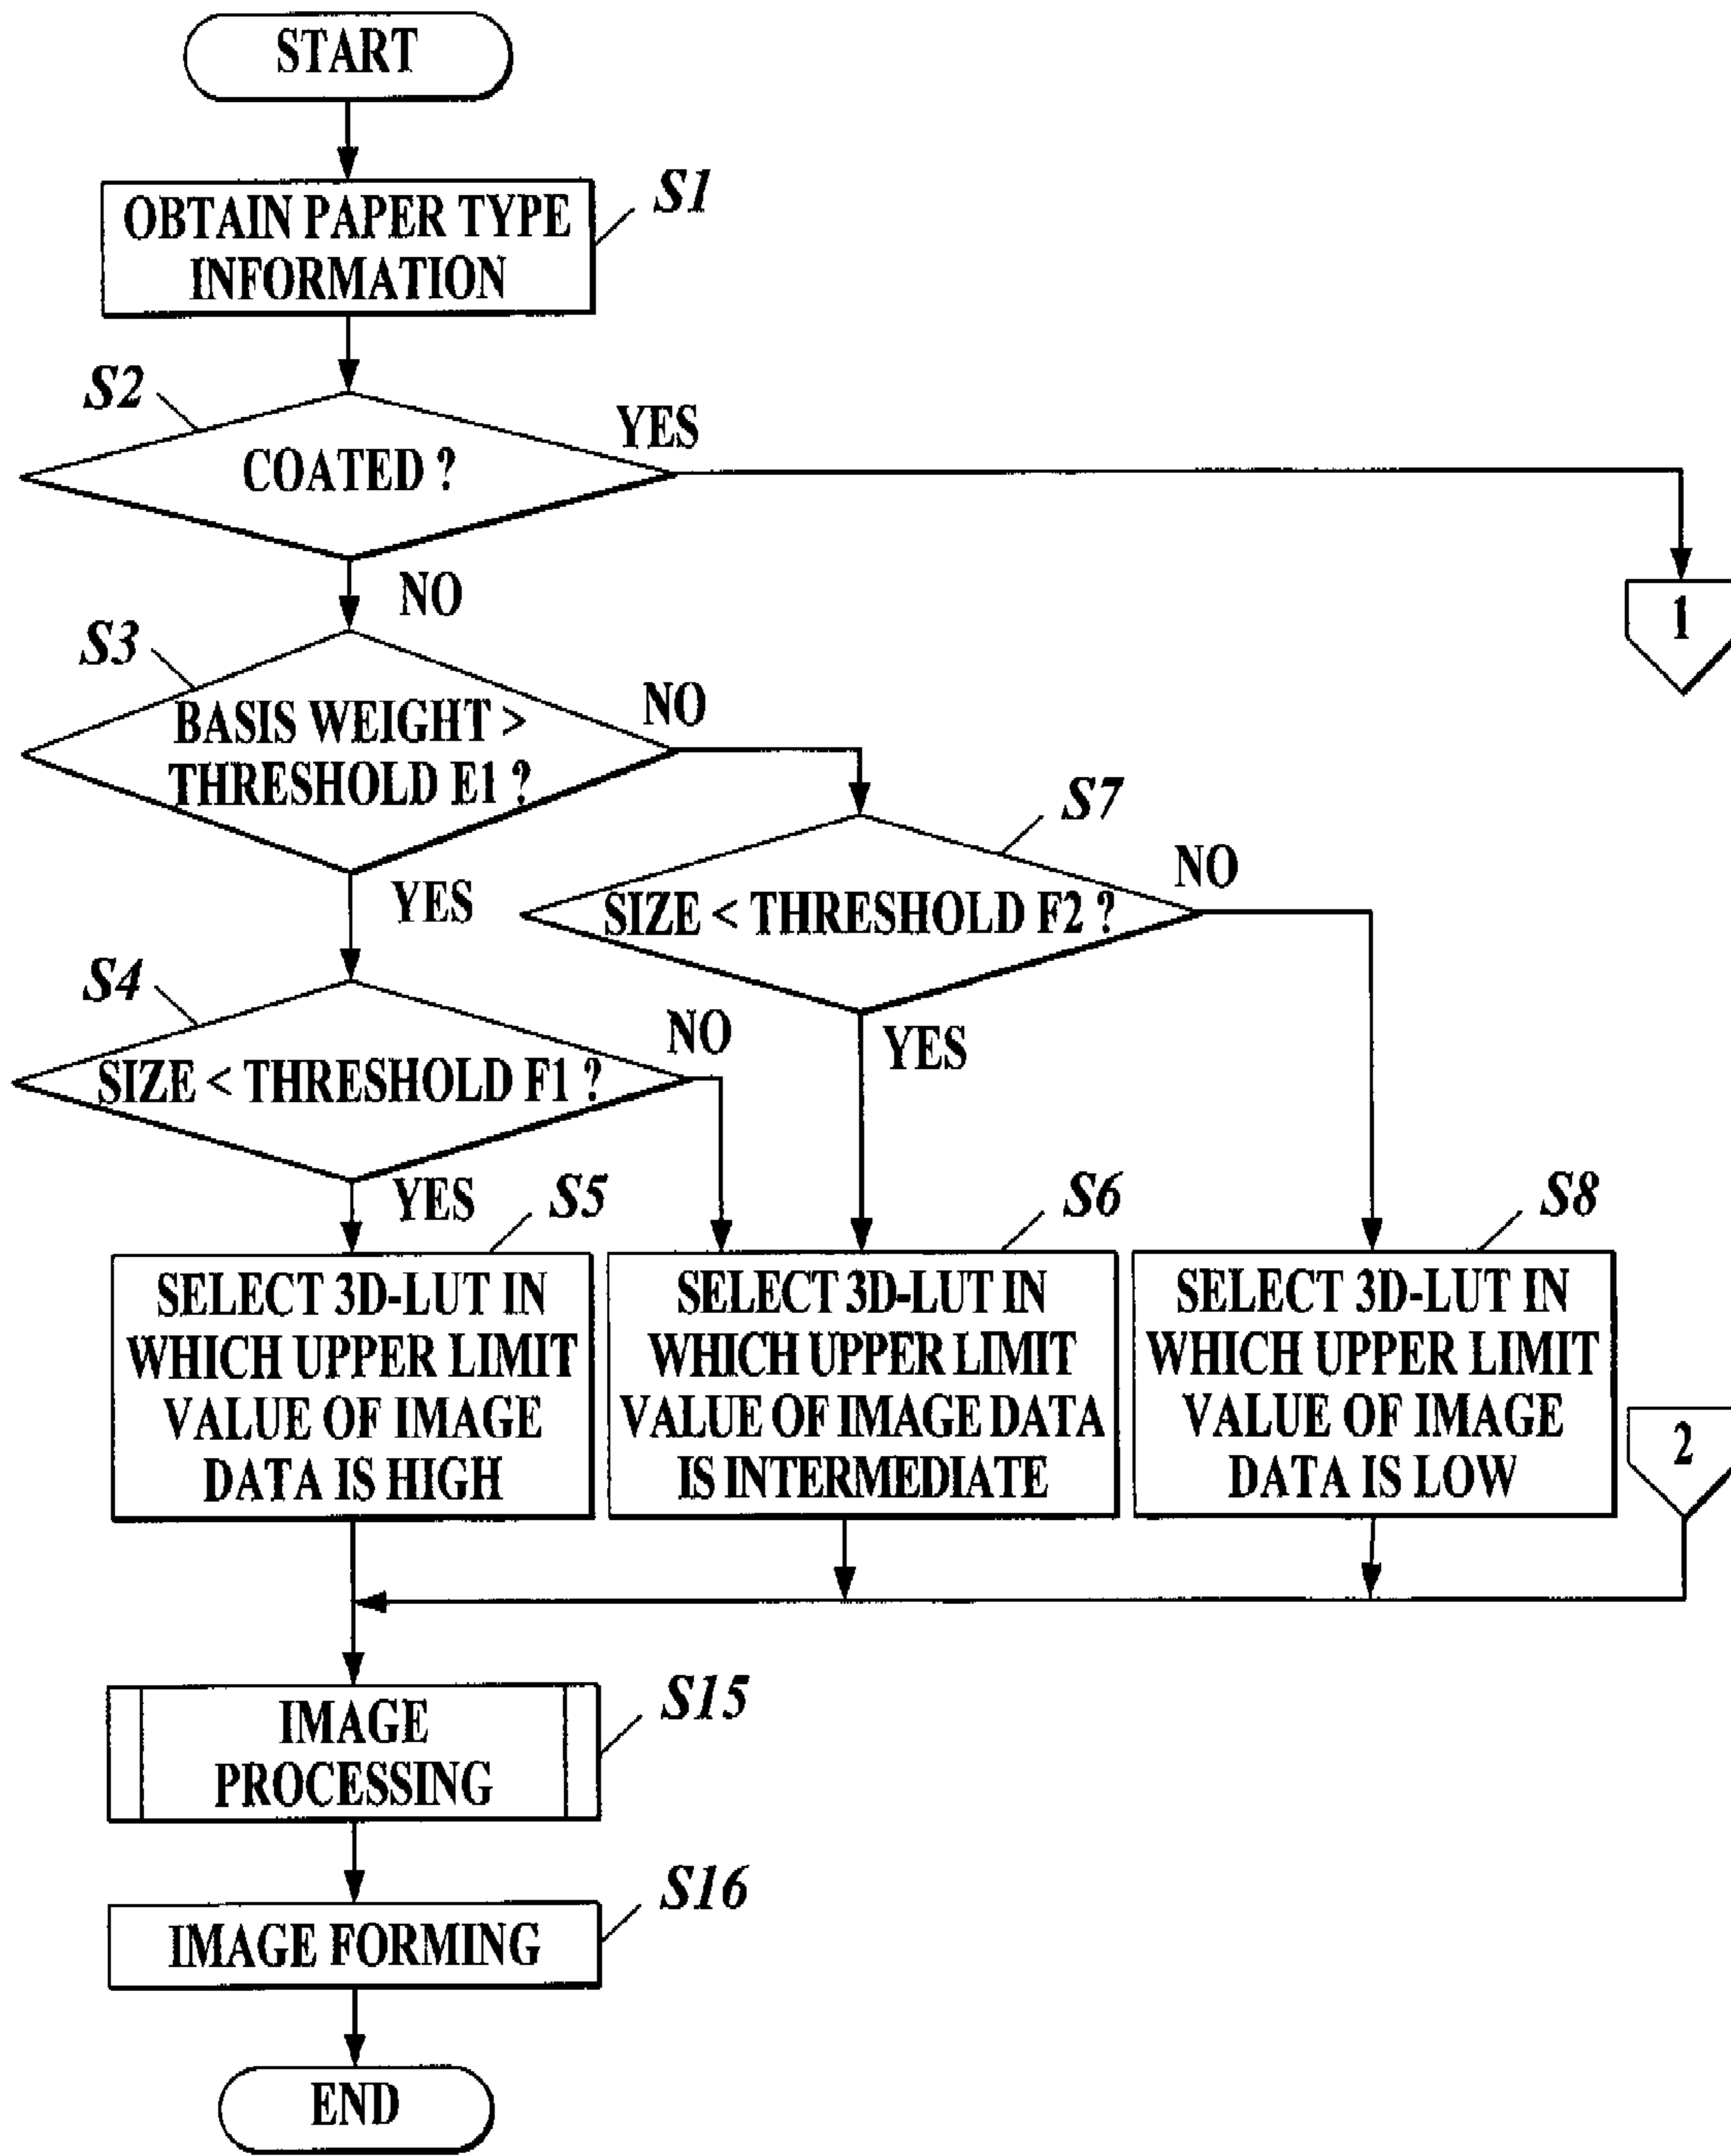 START
S1
OBTAIN PAPER TYPE
INFORMATION
S2
COATED ?
YES
NO
1
S3
BASIS WEIGHT >
THRESHOLD E1 ?
NO
YES
S7
SIZE < THRESHOLD F2 ?
NO
YES
S4
SIZE < THRESHOLD F1 ?
NO
YES
S5
SELECT 3D-LUT IN
WHICH UPPER LIMIT
VALUE OF IMAGE
DATA IS HIGH
S6
SELECT 3D-LUT IN
WHICH UPPER LIMIT
VALUE OF IMAGE DATA
IS INTERMEDIATE
S8
SELECT 3D-LUT IN
WHICH UPPER LIMIT
VALUE OF IMAGE
DATA IS LOW
2
S15
IMAGE
PROCESSING
S16
IMAGE FORMING
END